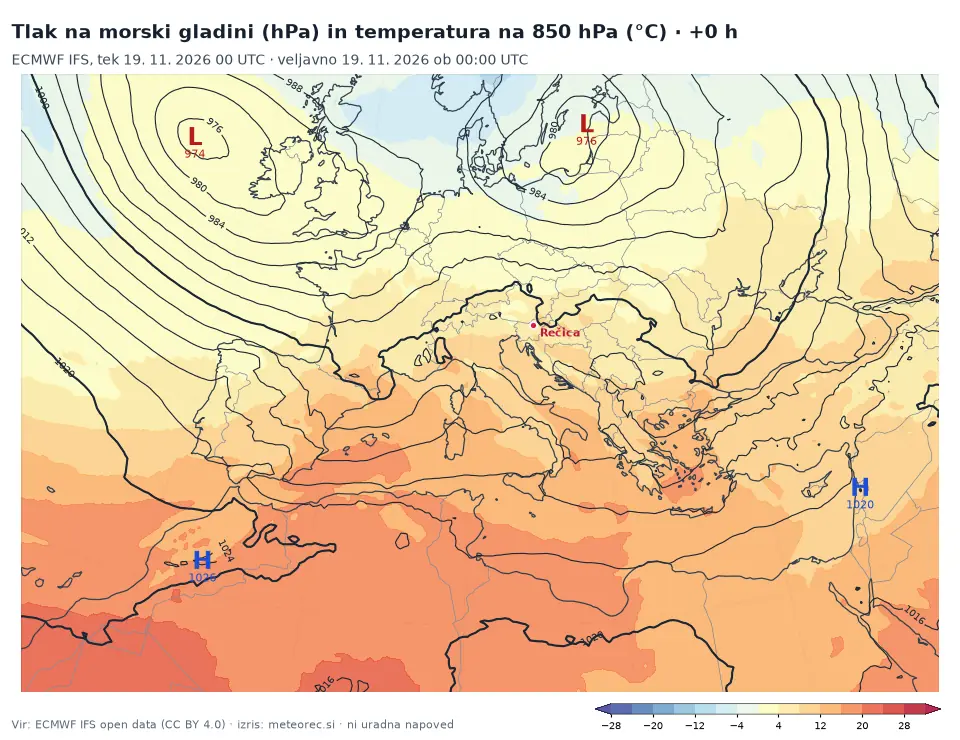 Tlak na morski gladini (hPa) in temperatura na 850 hPa (°C) · +0 h
ECMWF IFS, tek 19. 11. 2026 00 UTC · veljavno 19. 11. 2026 ob 00:00 UTC
988
976
L
974
980
984
L
976
980
984
012
1020
Rečica
H
1020
1024
H
1026
1016
1020
016
Vir: ECMWF IFS open data (CC BY 4.0) · izris: meteorec.si · ni uradna napoved
−28 −20 −12 −4 4 12 20 28